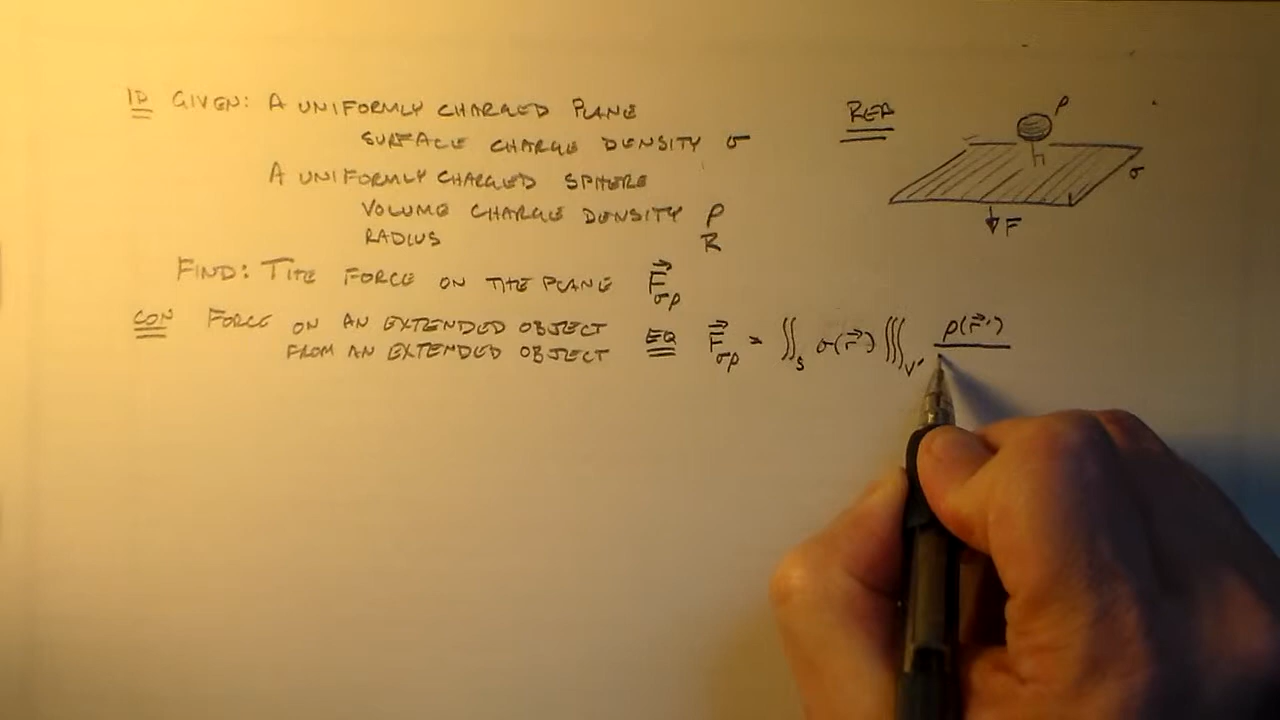 ID GIVEN: A UNIFORMLY CHARGED PLANE
SURFACE CHARGE DENSITY σ
A UNIFORMLY CHARGED SPHERE
VOLUME CHARGE DENSITY ρ
RADIUS R
FIND: THE FORCE ON THE PLANE F⃗σρ
CON FORCE ON AN EXTENDED OBJECT
FROM AN EXTENDED OBJECT
EQ F⃗σρ = ∬S σ(r⃗) ∭V' ρ(r⃗')
REP
ρ
σ
F